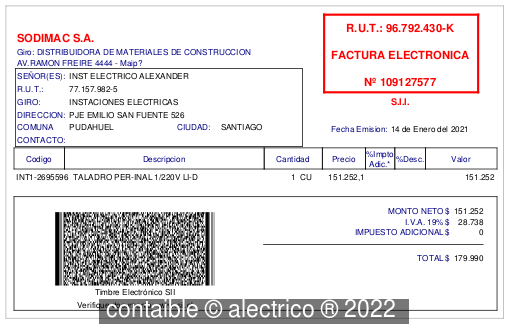 SODIMAC S.A.
Giro: DISTRIBUIDORA DE MATERIALES DE CONSTRUCCION
AV.RAMON FREIRE 4444 - Maip?
R.U.T.: 96.792.430-K
FACTURA ELECTRONICA
Nº 109127577
S.I.I.
SEÑOR(ES): INST ELECTRICO ALEXANDER
R.U.T.: 77.157.982-5
GIRO: INSTACIONES ELECTRICAS
DIRECCION: PJE EMILIO SAN FUENTE 526
COMUNA PUDAHUEL CIUDAD: SANTIAGO
CONTACTO:
Fecha Emision: 14 de Enero del 2021
Codigo Descripcion Cantidad Precio %Impto Adic.* %Desc. Valor
INT1-2695596 TALADRO PER-INAL 1/220V LI-D 1 CU 151.252,1 151.252
MONTO NETO $ 151.252
I.V.A. 19% $ 28.738
IMPUESTO ADICIONAL $ 0
TOTAL $ 179.990
Timbre Electrónico SII
contaible © alectrico ® 2022